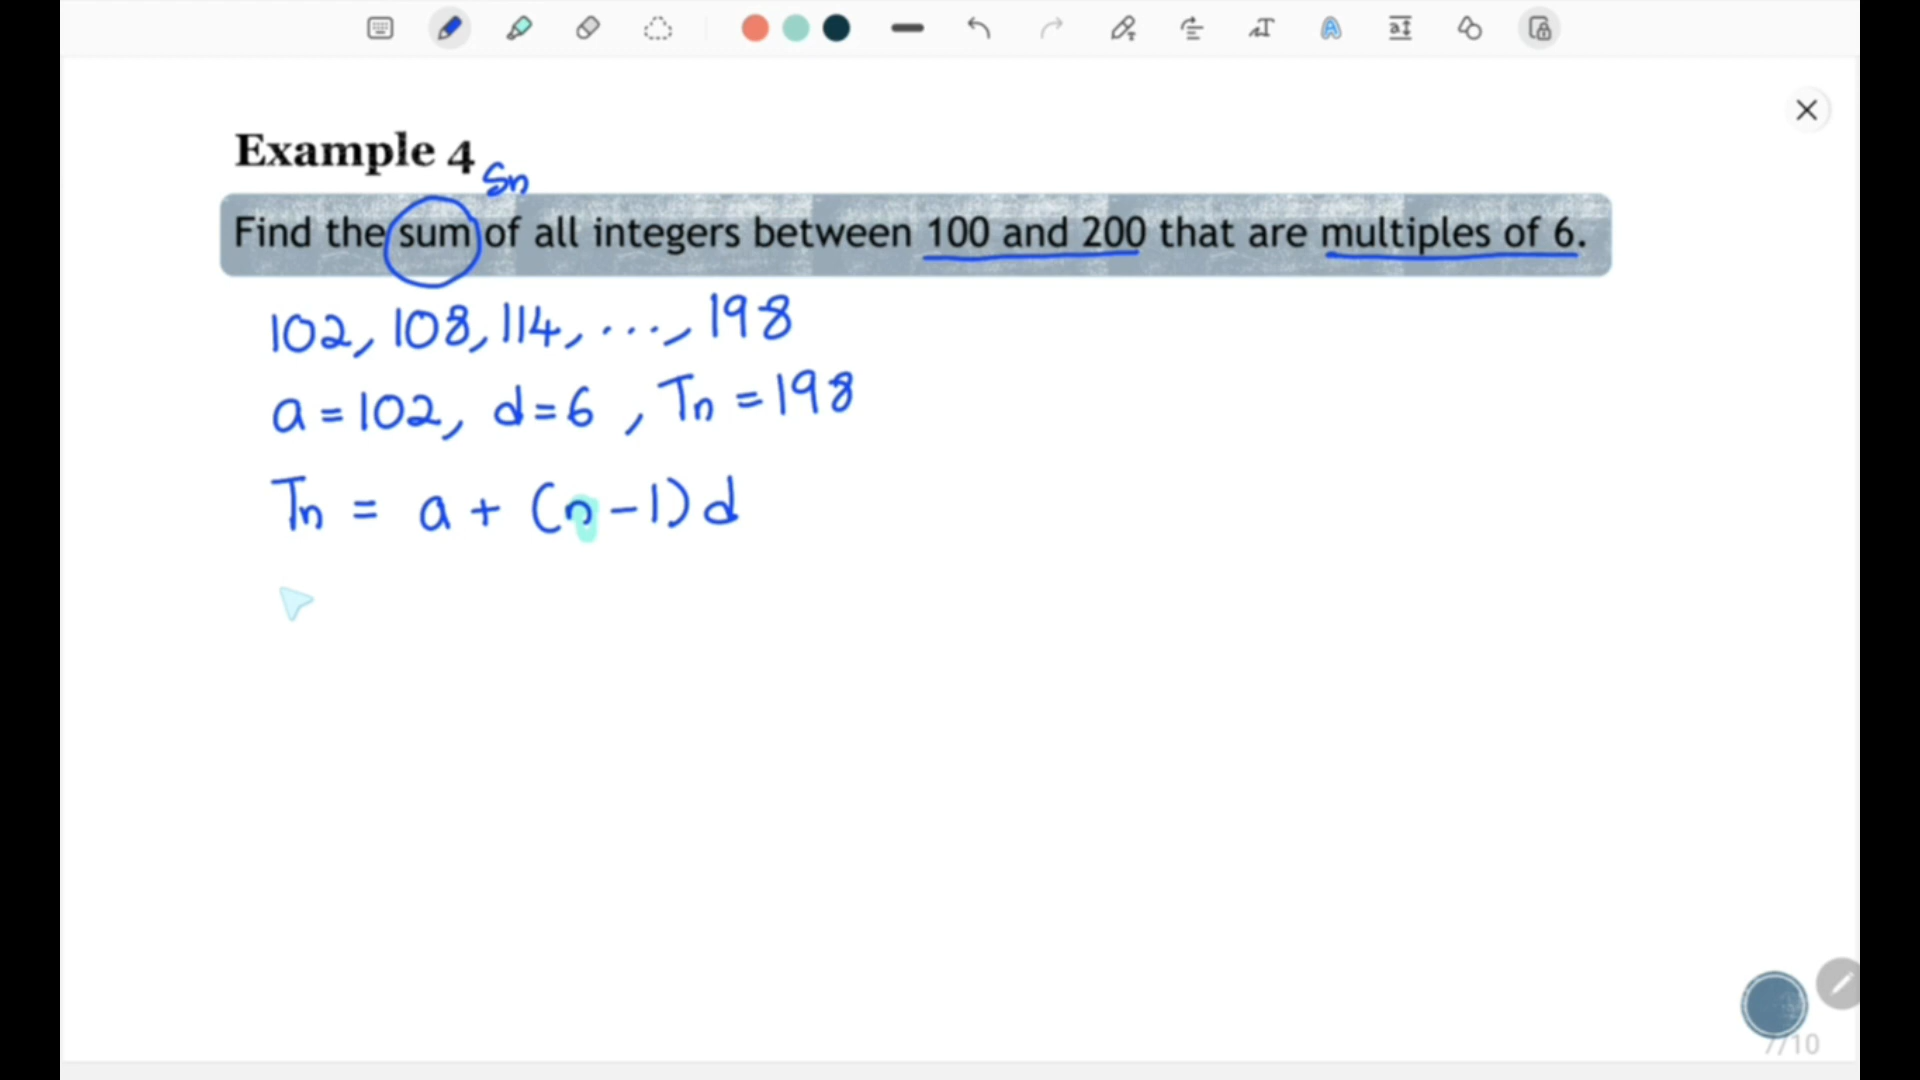 Example 4
Sn
Find the sum of all integers between 100 and 200 that are multiples of 6.
102, 108, 114, ..., 198
a = 102, d = 6 , Tn = 198
Tn = a + (n - 1) d
7/10